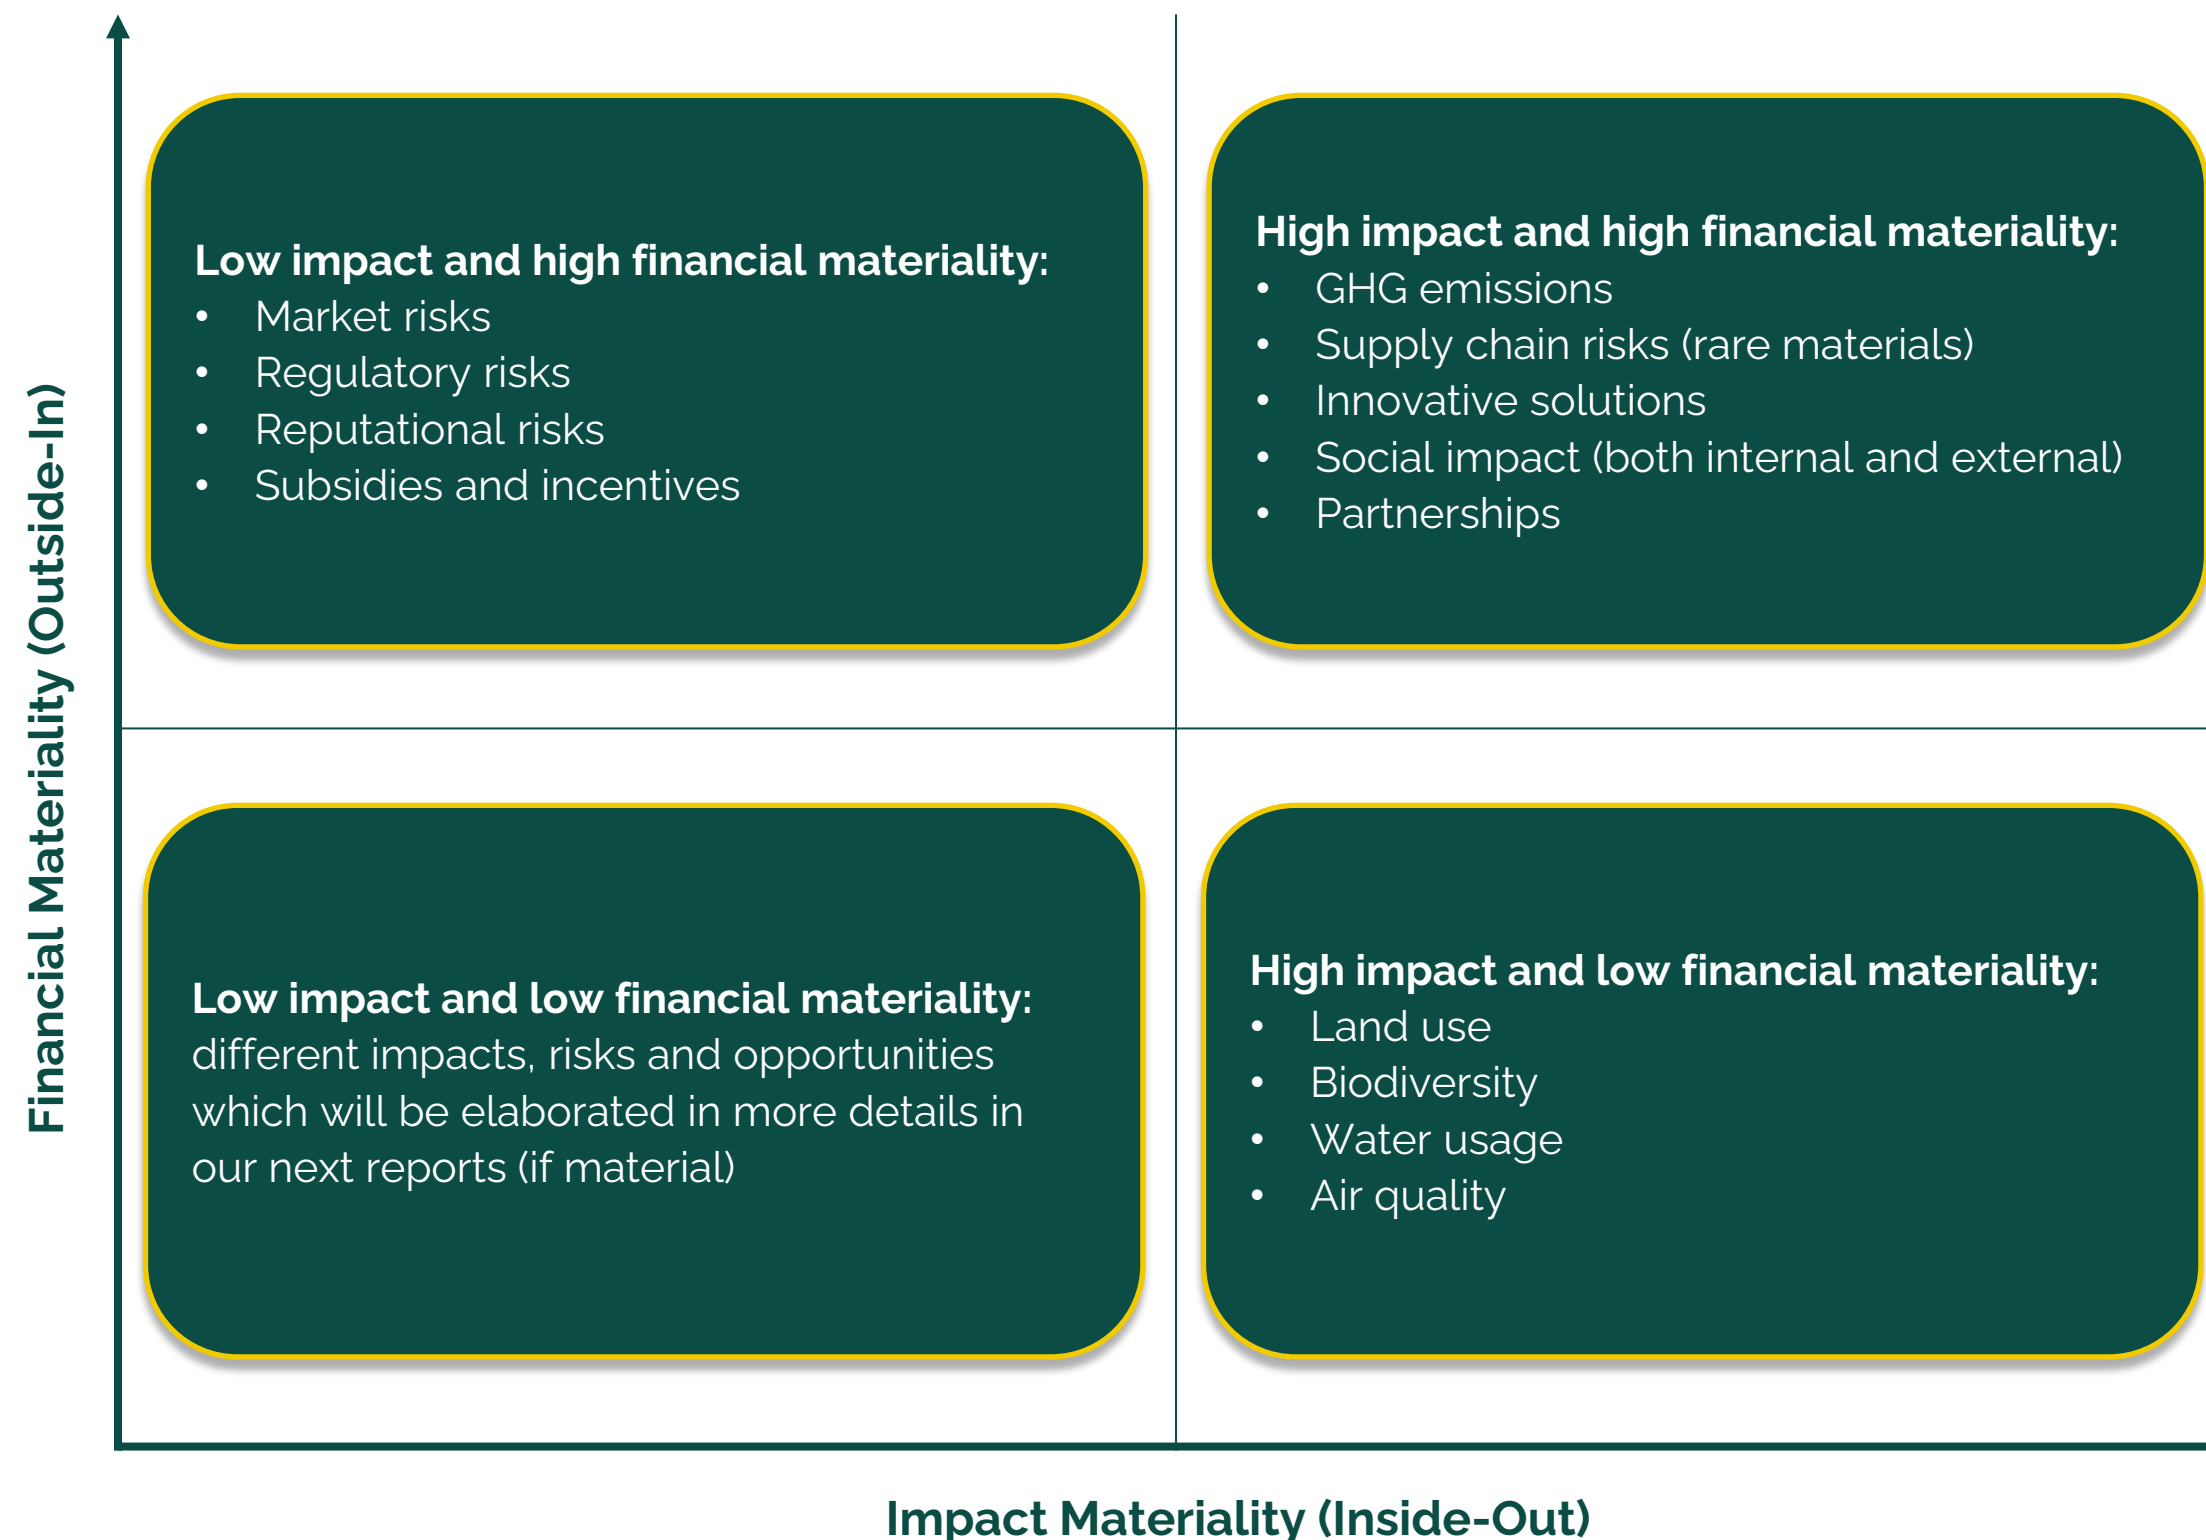 Financial Materiality (Outside-In)
Low impact and high financial materiality:
• Market risks
• Regulatory risks
• Reputational risks
• Subsidies and incentives
High impact and high financial materiality:
• GHG emissions
• Supply chain risks (rare materials)
• Innovative solutions
• Social impact (both internal and external)
• Partnerships
Low impact and low financial materiality:
different impacts, risks and opportunities
which will be elaborated in more details in
our next reports (if material)
High impact and low financial materiality:
• Land use
• Biodiversity
• Water usage
• Air quality
Impact Materiality (Inside-Out)